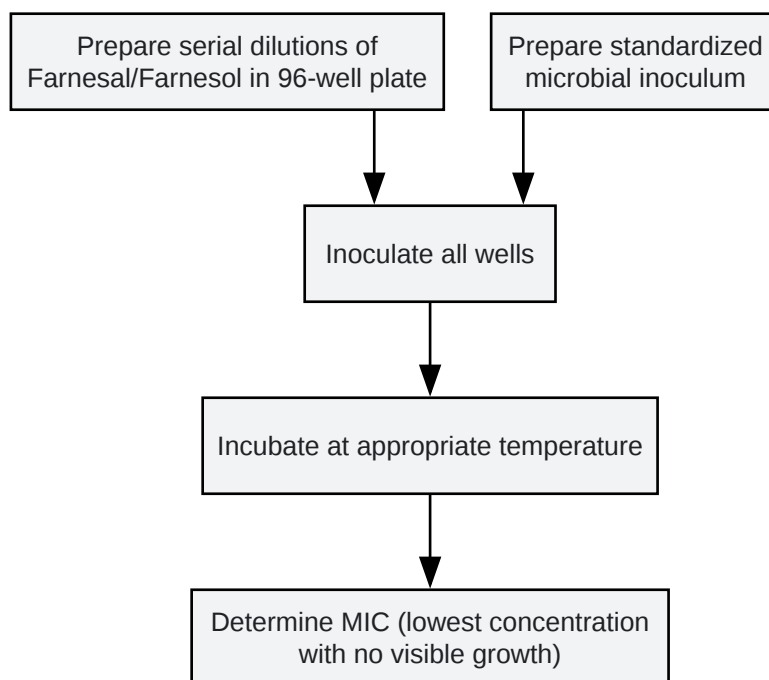 Prepare serial dilutions of
Farnesal/Farnesol in 96-well plate
Prepare standardized
microbial inoculum
Inoculate all wells
Incubate at appropriate temperature
Determine MIC (lowest concentration
with no visible growth)